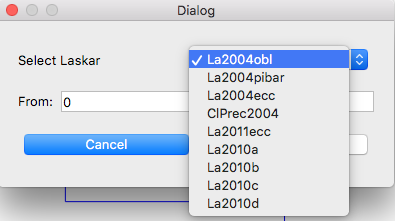 Dialog
Select Laskar
✓ La2004obl
La2004pibar
La2004ecc
From: 0
ClPrec2004
La2011ecc
Cancel
La2010a
La2010b
La2010c
La2010d